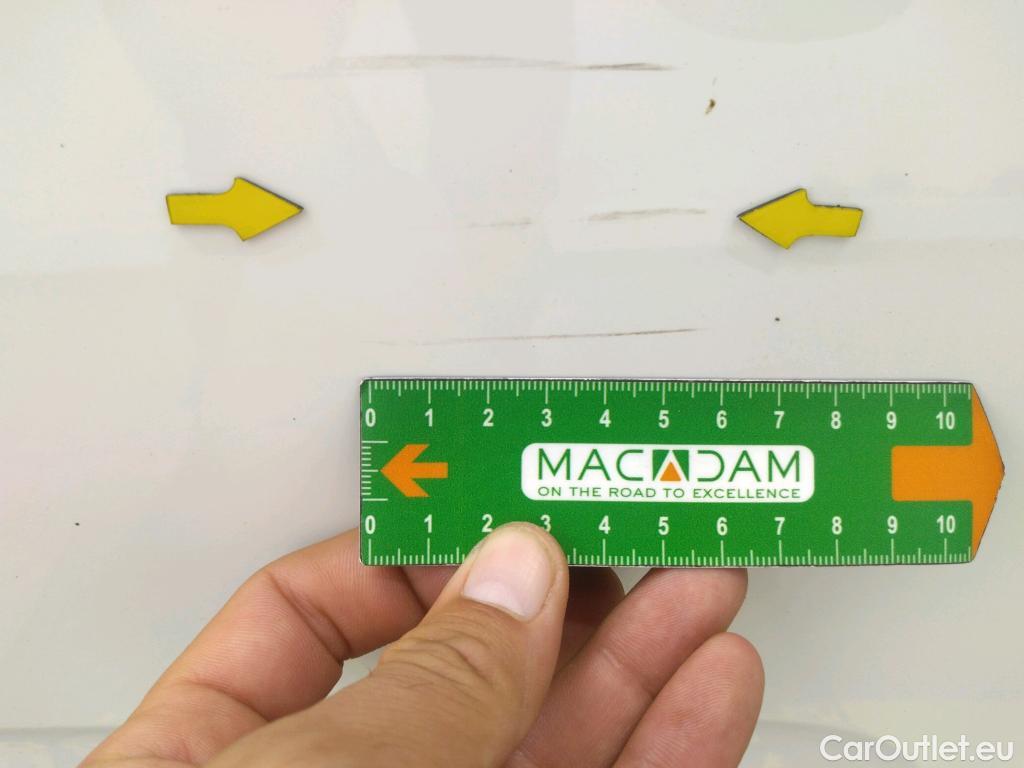 0 1 2 3 4 5 6 7 8 9 10
MACADAM
ON THE ROAD TO EXCELLENCE
0 1 2 3 4 5 6 7 8 9 10
CarOutlet.eu